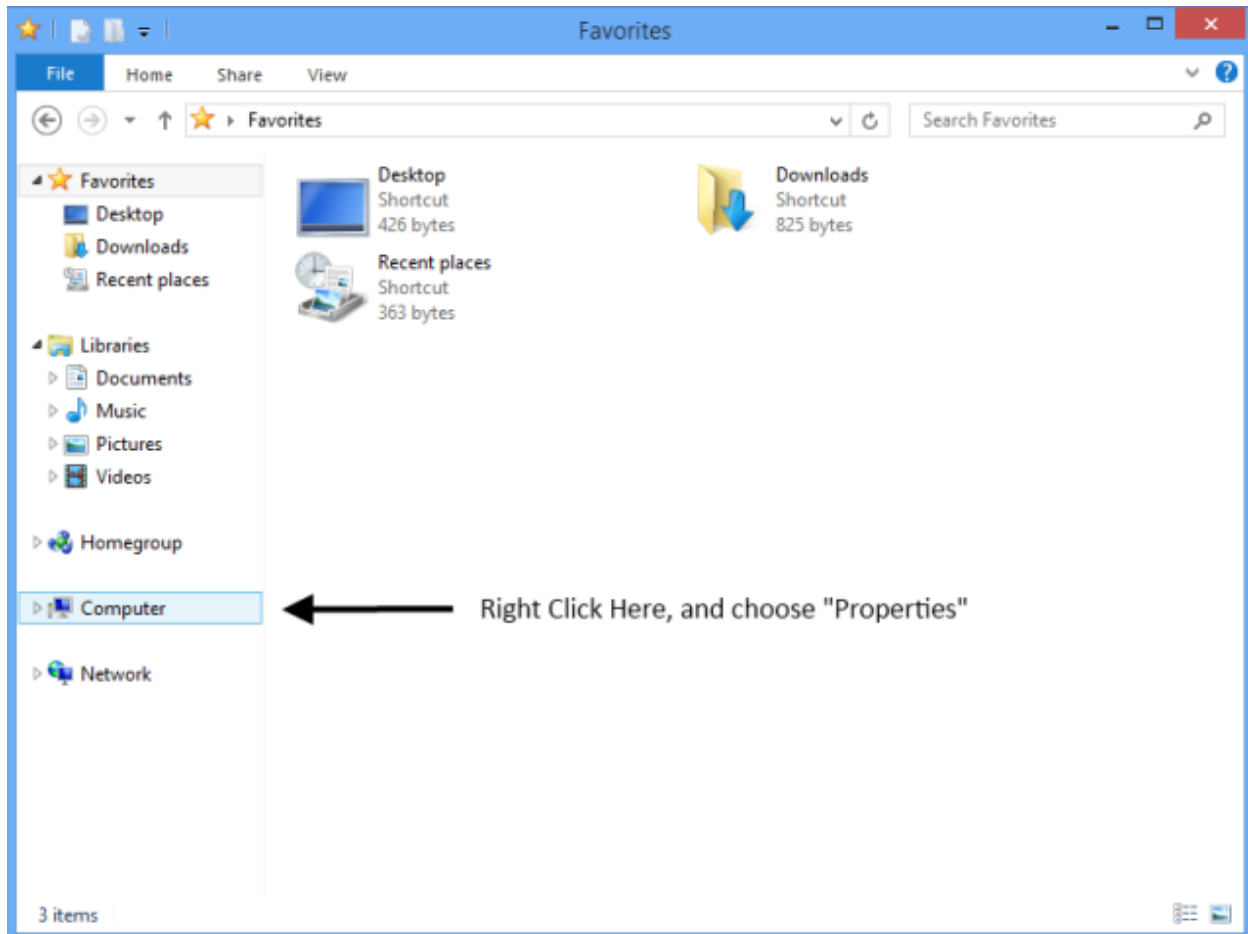 Favorites
File Home Share View
Favorites
Search Favorites
Favorites
Desktop
Downloads
Recent places
Libraries
Documents
Music
Pictures
Videos
Homegroup
Computer
Network
Desktop
Shortcut
426 bytes
Downloads
Shortcut
825 bytes
Recent places
Shortcut
363 bytes
Right Click Here, and choose "Properties"
3 items